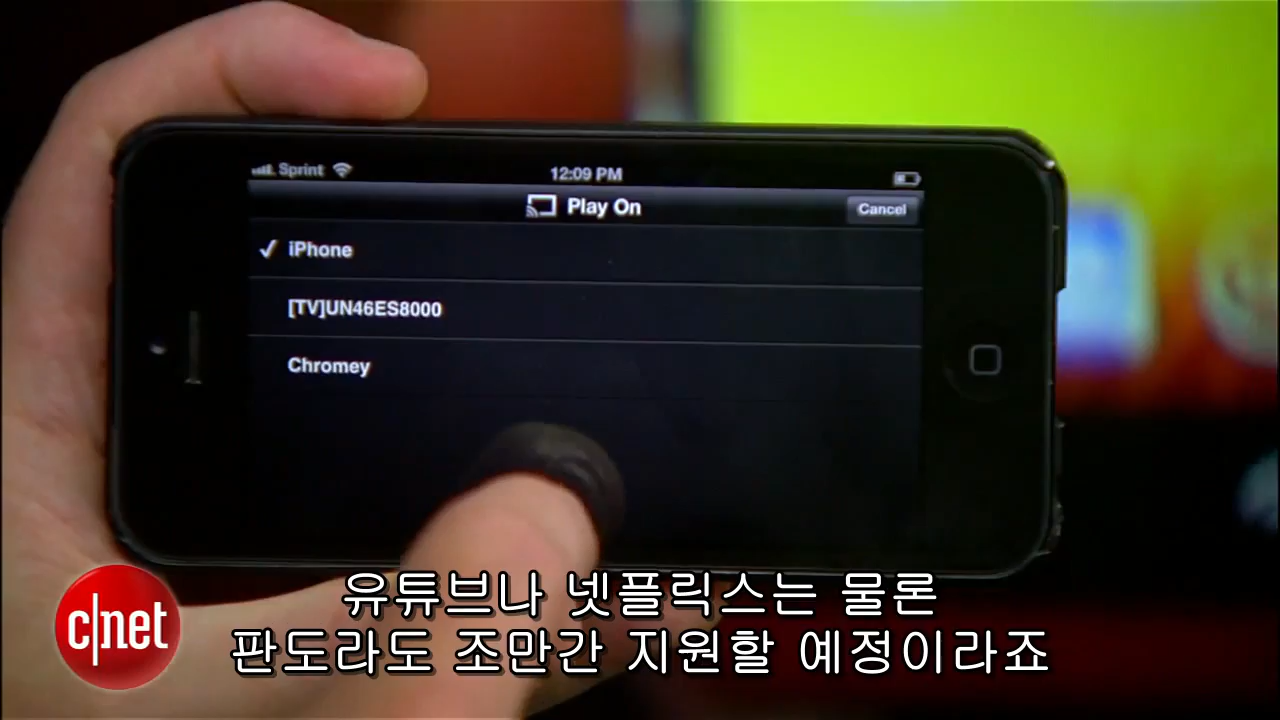 Sprint
12:09 PM
Play On
Cancel
✓ iPhone
[TV]UN46ES8000
Chromey
c|net
유튜브나 넷플릭스는 물론
판도라도 조만간 지원할 예정이라죠